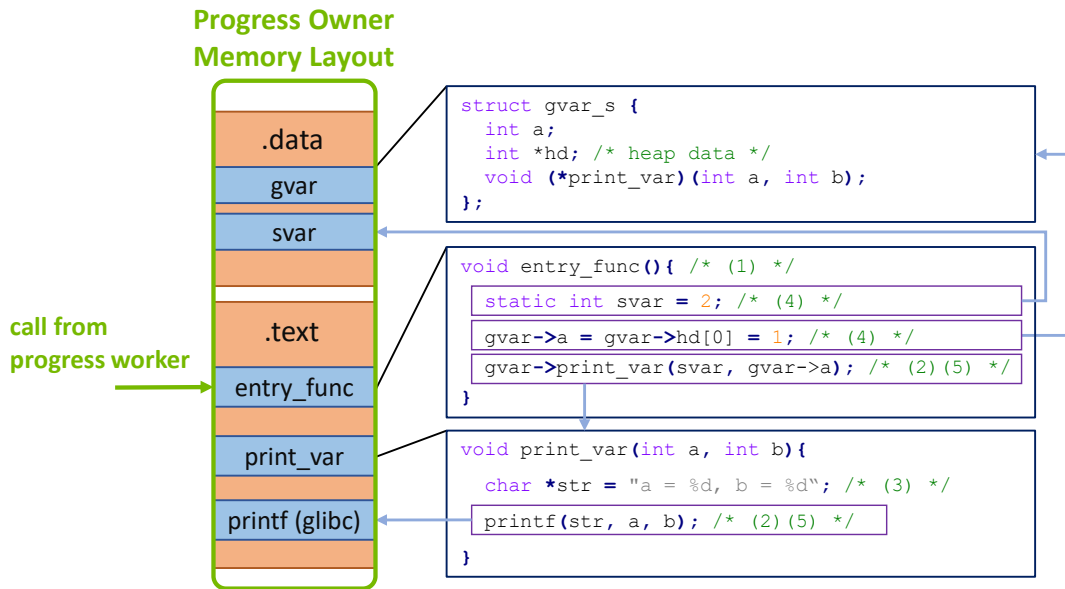 Progress Owner
Memory Layout
.data
gvar
svar
.text
entry_func
print_var
printf (glibc)
call from
progress worker
struct gvar_s {
  int a;
  int *hd; /* heap data */
  void (*print_var)(int a, int b);
};
void entry_func(){ /* (1) */
  static int svar = 2; /* (4) */
  gvar->a = gvar->hd[0] = 1; /* (4) */
  gvar->print_var(svar, gvar->a); /* (2)(5) */
}
void print_var(int a, int b){
  char *str = "a = %d, b = %d“; /* (3) */
  printf(str, a, b); /* (2)(5) */
}